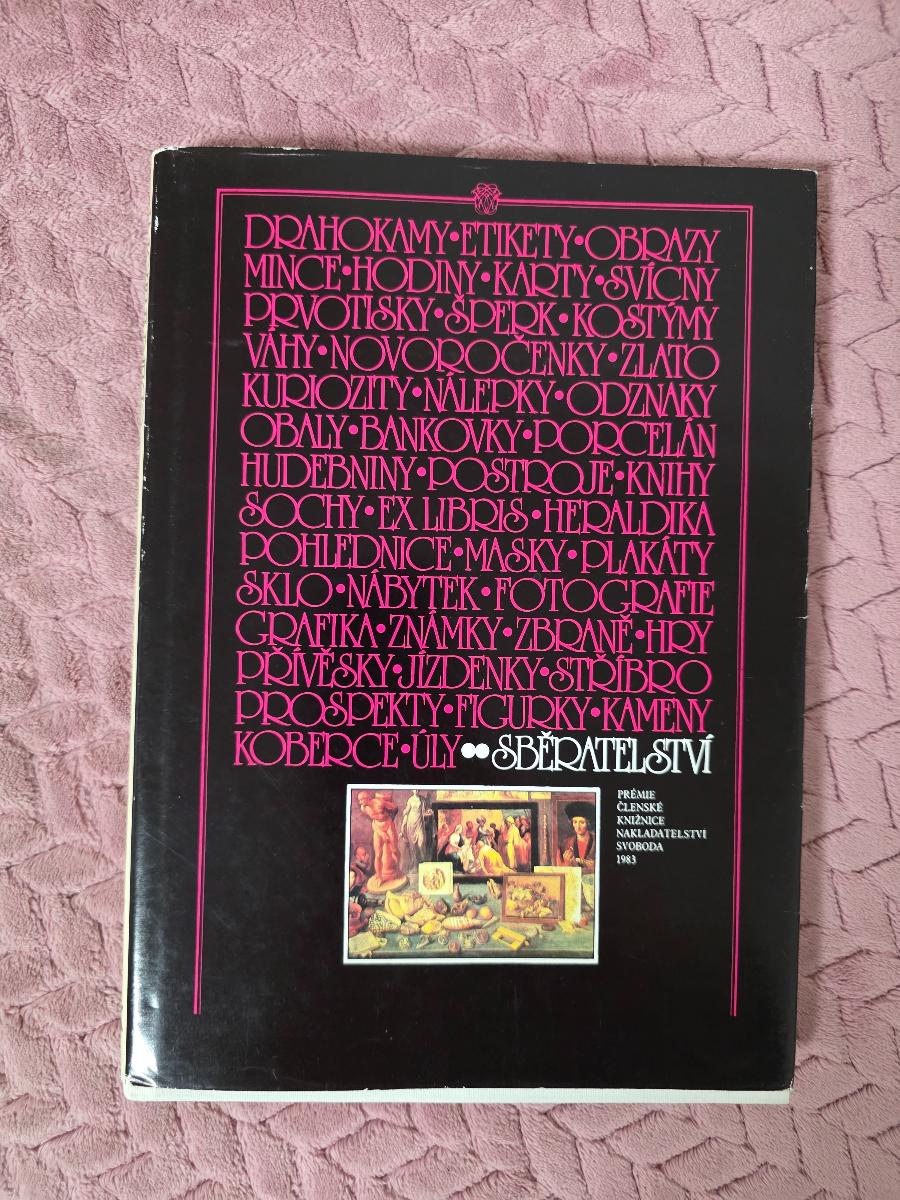 DRAHOKAMY•ETIKETY•OBRAZY
MINCE•HODINY•KARTY•SVÍCNY
PRVOTISKY•ŠPERK•KOSTÝMY
VÁHY•NOVOROČENKY•ZLATO
KURIOZITY•NÁLEPKY•ODZNAKY
OBALY•BANKOVKY•PORCELÁN
HUDEBNINY•POSTROJE•KNIHY
SOCHY•EX LIBRIS•HERALDIKA
POHLEDNICE•MASKY•PLAKÁTY
SKLO•NÁBYTEK•FOTOGRAFIE
GRAFIKA•ZNÁMKY•ZBRANĚ•HRY
PŘÍVĚSKY•JÍZDENKY•STŘÍBRO
PROSPEKTY•FIGURKY•KAMENY
KOBERCE•ÚLY••SBĚRATELSTVÍ
PRÉMIE
ČLENSKÉ
KNIŽNICE
NAKLADATELSTVÍ
SVOBODA
1983